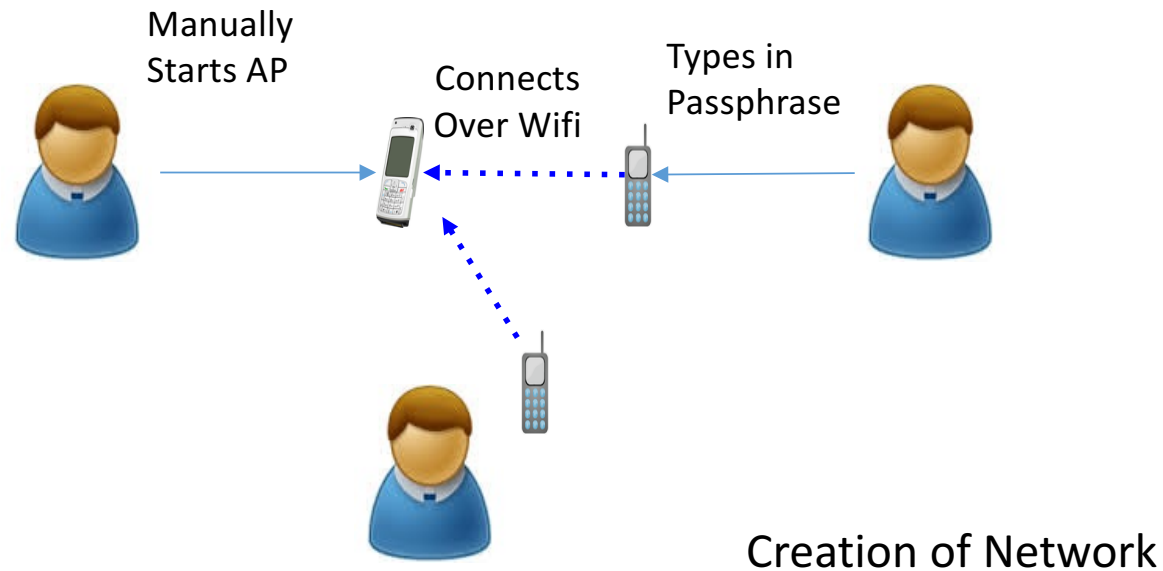 Manually
Starts AP
Connects
Over Wifi
Types in
Passphrase
Creation of Network